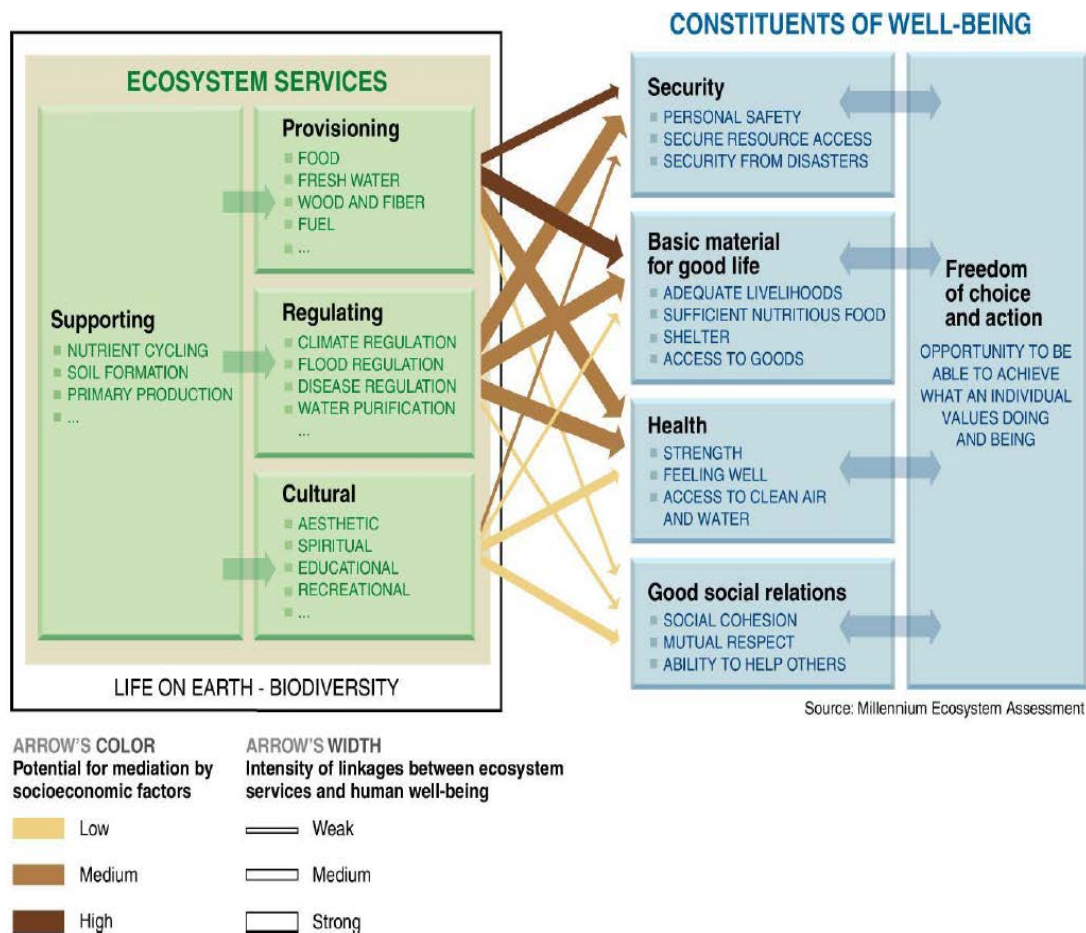 CONSTITUENTS OF WELL-BEING
ECOSYSTEM SERVICES
Supporting
NUTRIENT CYCLING
SOIL FORMATION
PRIMARY PRODUCTION
...
Provisioning
FOOD
FRESH WATER
WOOD AND FIBER
FUEL
...
Regulating
CLIMATE REGULATION
FLOOD REGULATION
DISEASE REGULATION
WATER PURIFICATION
...
Cultural
AESTHETIC
SPIRITUAL
EDUCATIONAL
RECREATIONAL
...
LIFE ON EARTH - BIODIVERSITY
Security
PERSONAL SAFETY
SECURE RESOURCE ACCESS
SECURITY FROM DISASTERS
Basic material
for good life
ADEQUATE LIVELIHOODS
SUFFICIENT NUTRITIOUS FOOD
SHELTER
ACCESS TO GOODS
Health
STRENGTH
FEELING WELL
ACCESS TO CLEAN AIR
AND WATER
Good social relations
SOCIAL COHESION
MUTUAL RESPECT
ABILITY TO HELP OTHERS
Freedom
of choice
and action
OPPORTUNITY TO BE
ABLE TO ACHIEVE
WHAT AN INDIVIDUAL
VALUES DOING
AND BEING
Source: Millennium Ecosystem Assessment
ARROW'S COLOR
Potential for mediation by
socioeconomic factors
Low
Medium
High
ARROW'S WIDTH
Intensity of linkages between ecosystem
services and human well-being
Weak
Medium
Strong